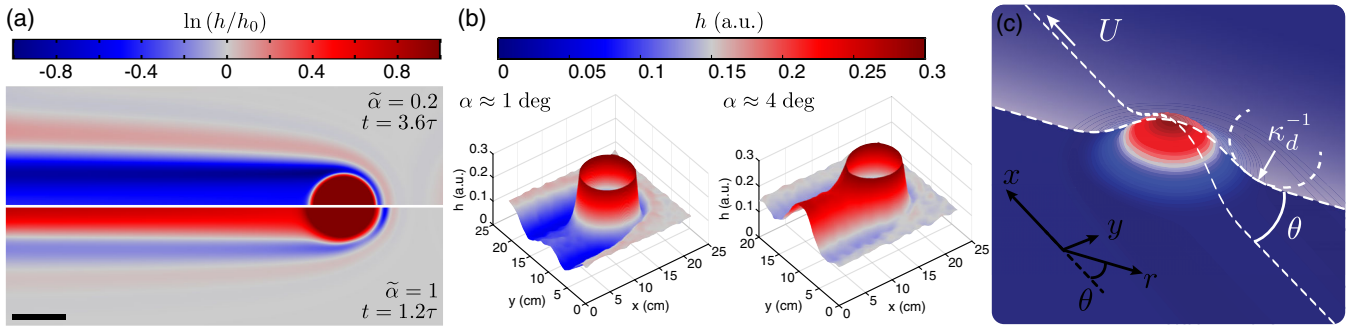 (a)
ln (h/h₀)
-0.8 -0.4 0 0.4 0.8
α̃ = 0.2
t = 3.6τ
α̃ = 1
t = 1.2τ
(b)
h (a.u.)
0 0.05 0.1 0.15 0.2 0.25 0.3
α ≈ 1 deg
h (a.u.)
0.3
0.2
0.1
0
25
20
15
10
5
0
y (cm)
0
5
10
15
20
25
x (cm)
α ≈ 4 deg
h (a.u.)
0.3
0.2
0.1
0
25
20
15
10
5
0
y (cm)
0
5
10
15
20
25
x (cm)
(c)
U
κ_d⁻¹
θ
x
y
r
θ